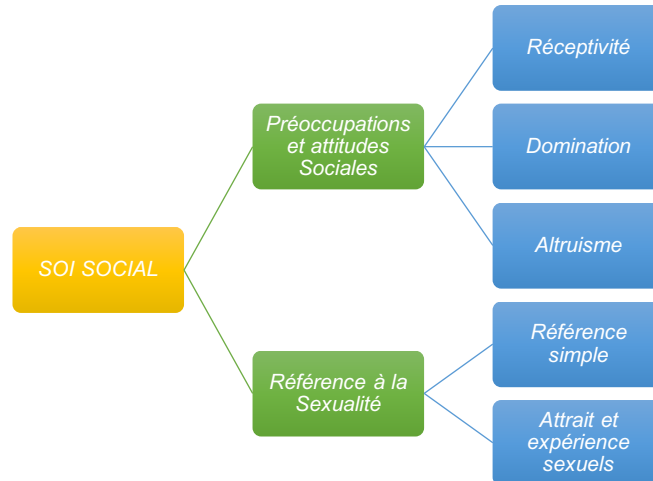 SOI SOCIAL
Préoccupations
et attitudes
Sociales
Réceptivité
Domination
Altruisme
Référence à la
Sexualité
Référence
simple
Attrait et
expérience
sexuels